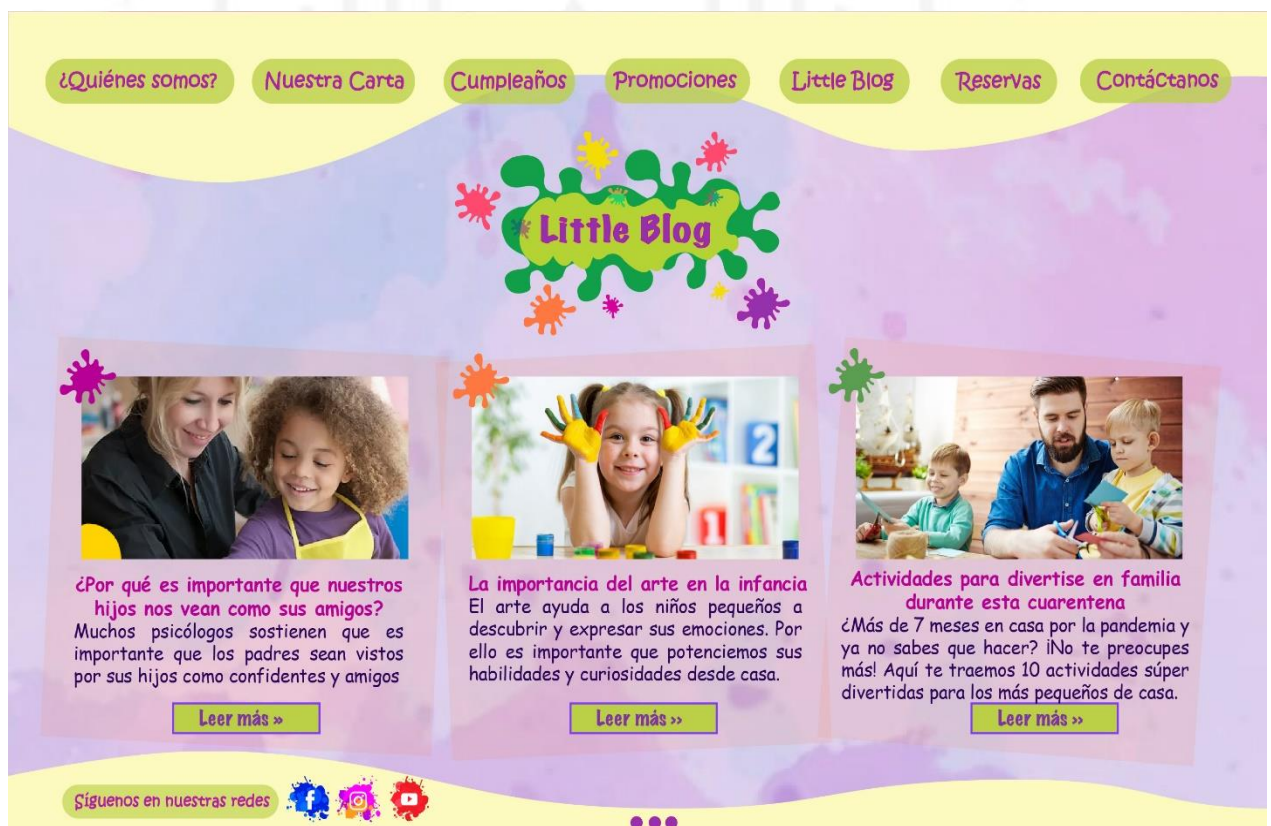 ¿Quiénes somos?
Nuestra Carta
Cumpleaños
Promociones
Little Blog
Reservas
Contáctanos
Little Blog
2
1
¿Por qué es importante que nuestros
hijos nos vean como sus amigos?
Muchos psicólogos sostienen que es
importante que los padres sean vistos
por sus hijos como confidentes y amigos
Leer más »
La importancia del arte en la infancia
El arte ayuda a los niños pequeños a
descubrir y expresar sus emociones. Por
ello es importante que potenciemos sus
habilidades y curiosidades desde casa.
Leer más »
Actividades para divertise en familia
durante esta cuarentena
¿Más de 7 meses en casa por la pandemia y
ya no sabes que hacer? ¡No te preocupes
más! Aquí te traemos 10 actividades súper
divertidas para los más pequeños de casa.
Leer más »
Síguenos en nuestras redes